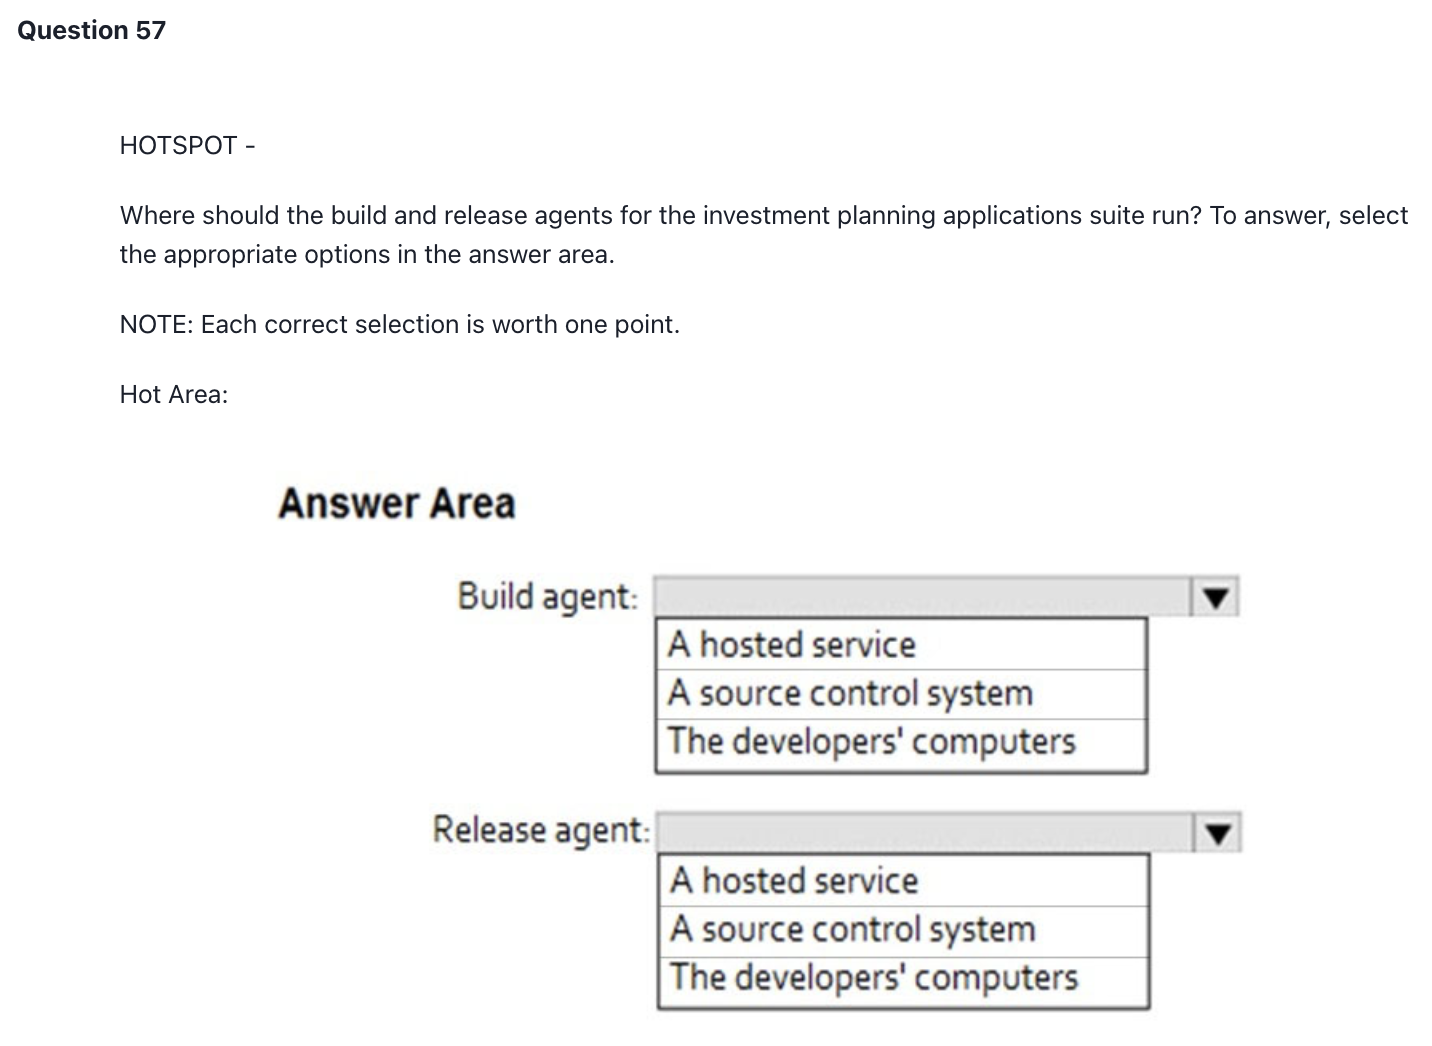 Question 57
HOTSPOT -
Where should the build and release agents for the investment planning applications suite run? To answer, select
the appropriate options in the answer area.
NOTE: Each correct selection is worth one point.
Hot Area:
Answer Area
Build agent:
A hosted service
A source control system
The developers' computers
Release agent:
A hosted service
A source control system
The developers' computers